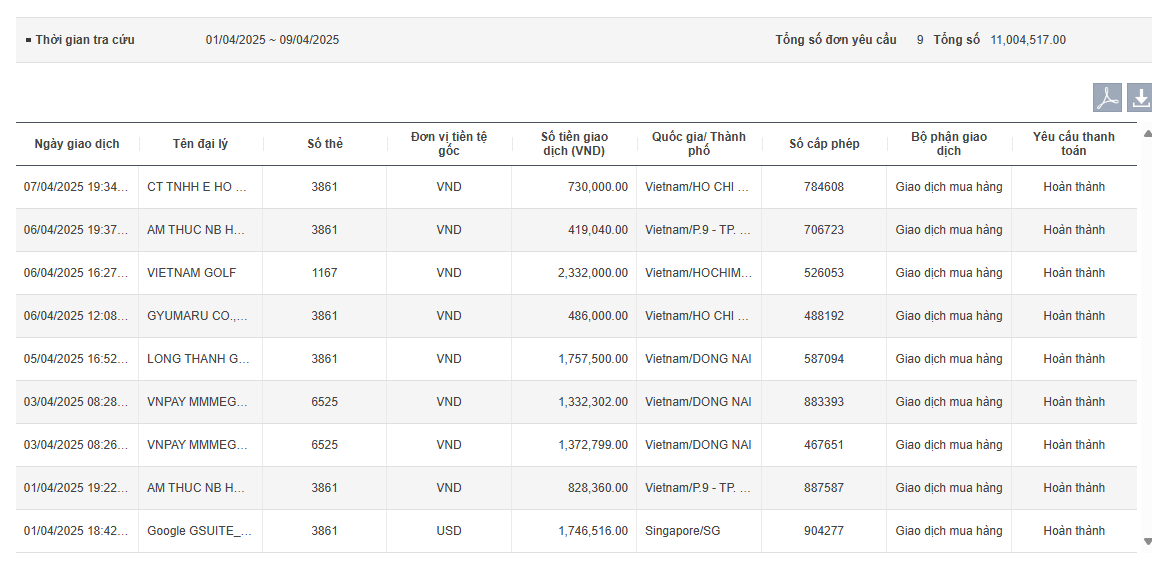 Thời gian tra cứu 01/04/2025 ~ 09/04/2025 Tổng số đơn yêu cầu 9 Tổng số 11,004,517.00
Ngày giao dịch Tên đại lý Số thẻ Đơn vị tiền tệ gốc Số tiền giao dịch (VND) Quốc gia/ Thành phố Số cấp phép Bộ phận giao dịch Yêu cầu thanh toán
07/04/2025 19:34... CT TNHH E HO ... 3861 VND 730,000.00 Vietnam/HO CHI ... 784608 Giao dịch mua hàng Hoàn thành
06/04/2025 19:37... AM THUC NB H... 3861 VND 419,040.00 Vietnam/P.9 - TP. ... 706723 Giao dịch mua hàng Hoàn thành
06/04/2025 16:27... VIETNAM GOLF 1167 VND 2,332,000.00 Vietnam/HOCHIM... 526053 Giao dịch mua hàng Hoàn thành
06/04/2025 12:08... GYUMARU CO.,... 3861 VND 486,000.00 Vietnam/HO CHI ... 488192 Giao dịch mua hàng Hoàn thành
05/04/2025 16:52... LONG THANH G... 3861 VND 1,757,500.00 Vietnam/DONG NAI 587094 Giao dịch mua hàng Hoàn thành
03/04/2025 08:28... VNPAY MMMEG... 6525 VND 1,332,302.00 Vietnam/DONG NAI 883393 Giao dịch mua hàng Hoàn thành
03/04/2025 08:26... VNPAY MMMEG... 6525 VND 1,372,799.00 Vietnam/DONG NAI 467651 Giao dịch mua hàng Hoàn thành
01/04/2025 19:22... AM THUC NB H... 3861 VND 828,360.00 Vietnam/P.9 - TP. ... 887587 Giao dịch mua hàng Hoàn thành
01/04/2025 18:42... Google GSUITE_... 3861 USD 1,746,516.00 Singapore/SG 904277 Giao dịch mua hàng Hoàn thành